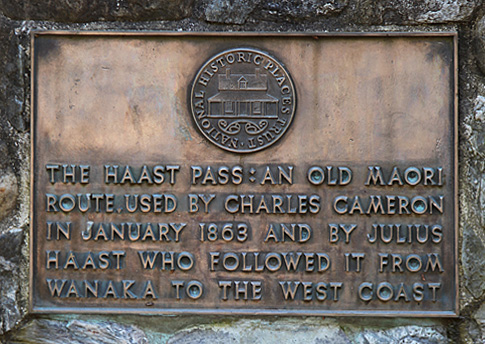 NATIONAL HISTORIC PLACES TRUST
THE HAAST PASS: AN OLD MAORI
ROUTE, USED BY CHARLES CAMERON
IN JANUARY 1863 AND BY JULIUS
HAAST WHO FOLLOWED IT FROM
WANAKA TO THE WEST COAST